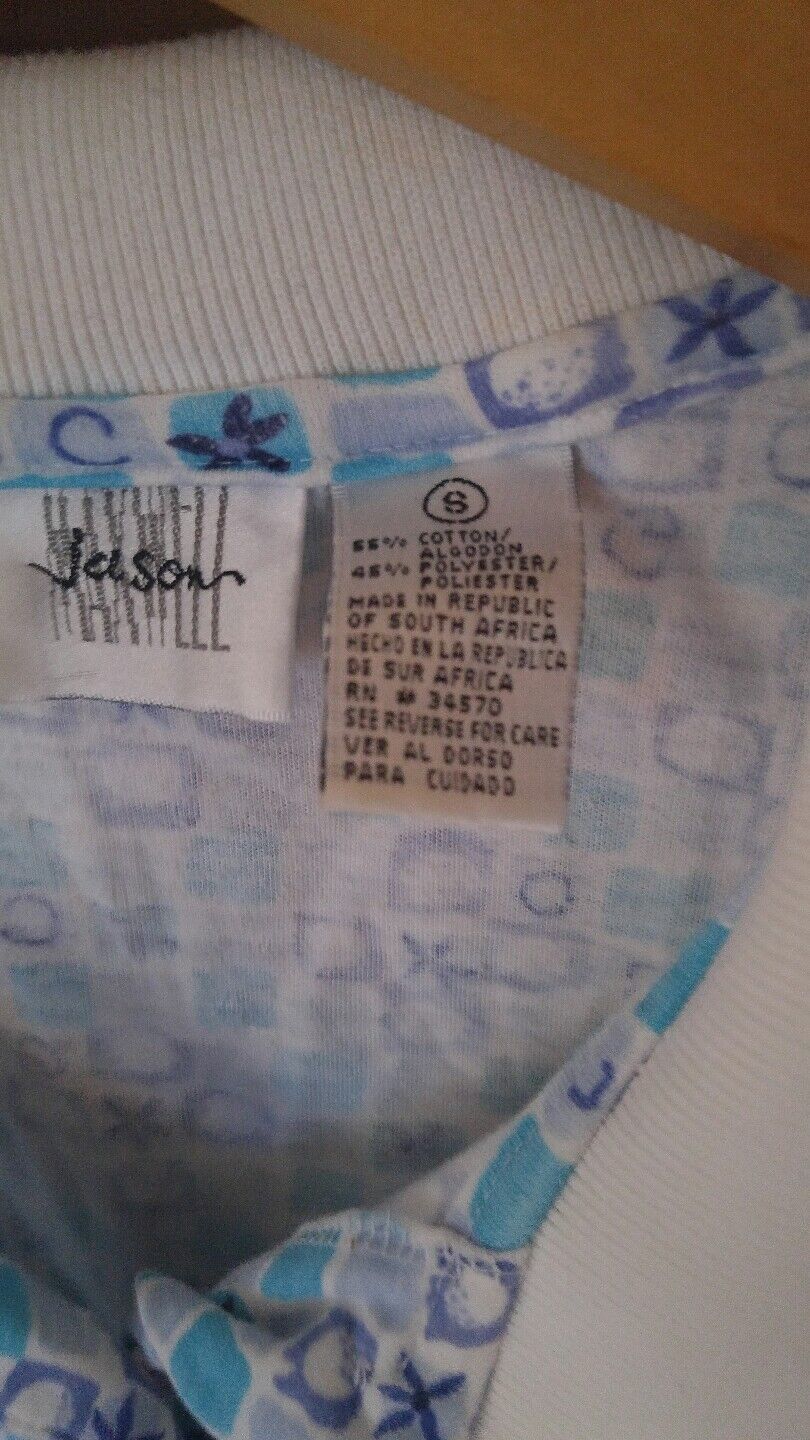 Jason
MAXWELL
S
55% COTTON/
ALGODON
45% POLYESTER/
POLIESTER
MADE IN REPUBLIC
OF SOUTH AFRICA
HECHO EN LA REPUBLICA
DE SUR AFRICA
RN # 34570
SEE REVERSE FOR CARE
VER AL DORSO
PARA CUIDADO